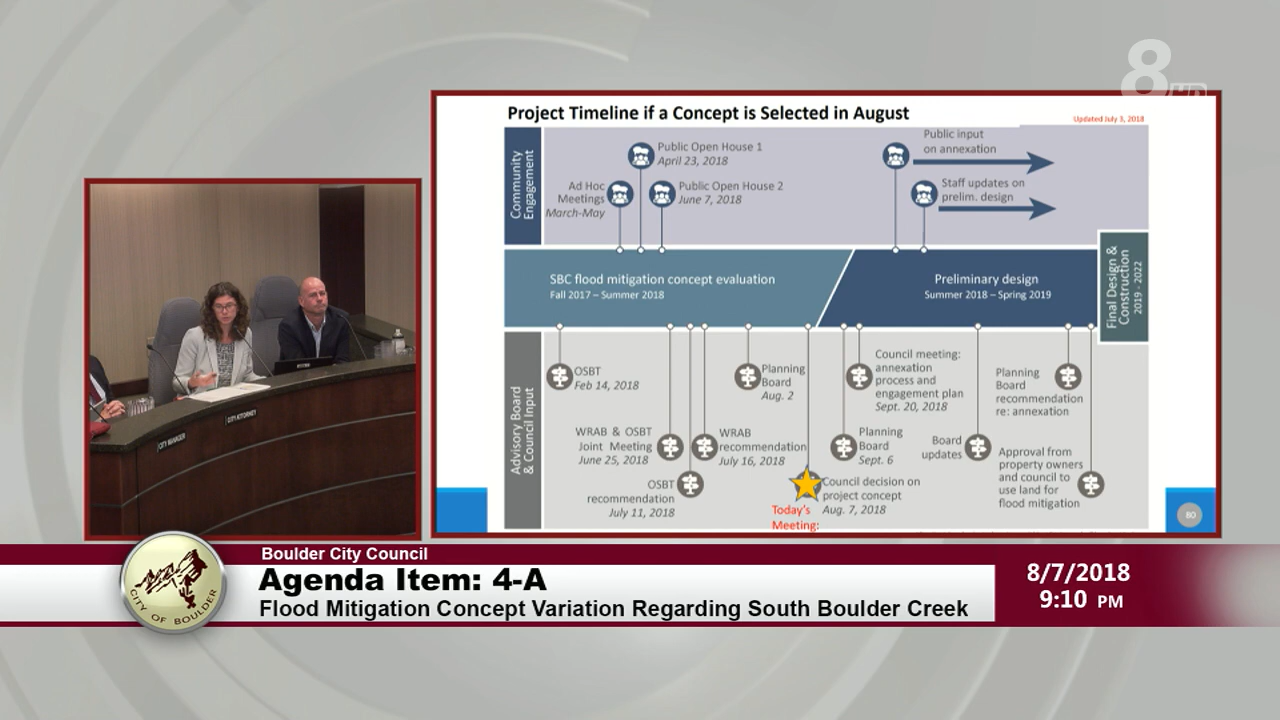 8
HD
Project Timeline if a Concept is Selected in August
Updated July 3, 2018
Community
Engagement
Public Open House 1
April 23, 2018
Ad Hoc
Meetings
March-May
Public Open House 2
June 7, 2018
Public input
on annexation
Staff updates on
prelim. design
SBC flood mitigation concept evaluation
Fall 2017 – Summer 2018
Preliminary design
Summer 2018 – Spring 2019
Final Design &
Construction
2019 - 2022
Advisory Board
& Council Input
OSBT
Feb 14, 2018
WRAB & OSBT
Joint Meeting
June 25, 2018
OSBT
recommendation
July 11, 2018
WRAB
recommendation
July 16, 2018
Planning
Board
Aug. 2
Today's
Meeting:
Council decision on
project concept
Aug. 7, 2018
Planning
Board
Sept. 6
Council meeting:
annexation
process and
engagement plan
Sept. 20, 2018
Board
updates
Planning
Board
recommendation
re: annexation
Approval from
property owners
and council to
use land for
flood mitigation
80
CITY MANAGER
CITY ATTORNEY
CITY OF BOULDER
Boulder City Council
Agenda Item: 4-A
Flood Mitigation Concept Variation Regarding South Boulder Creek
8/7/2018
9:10 PM